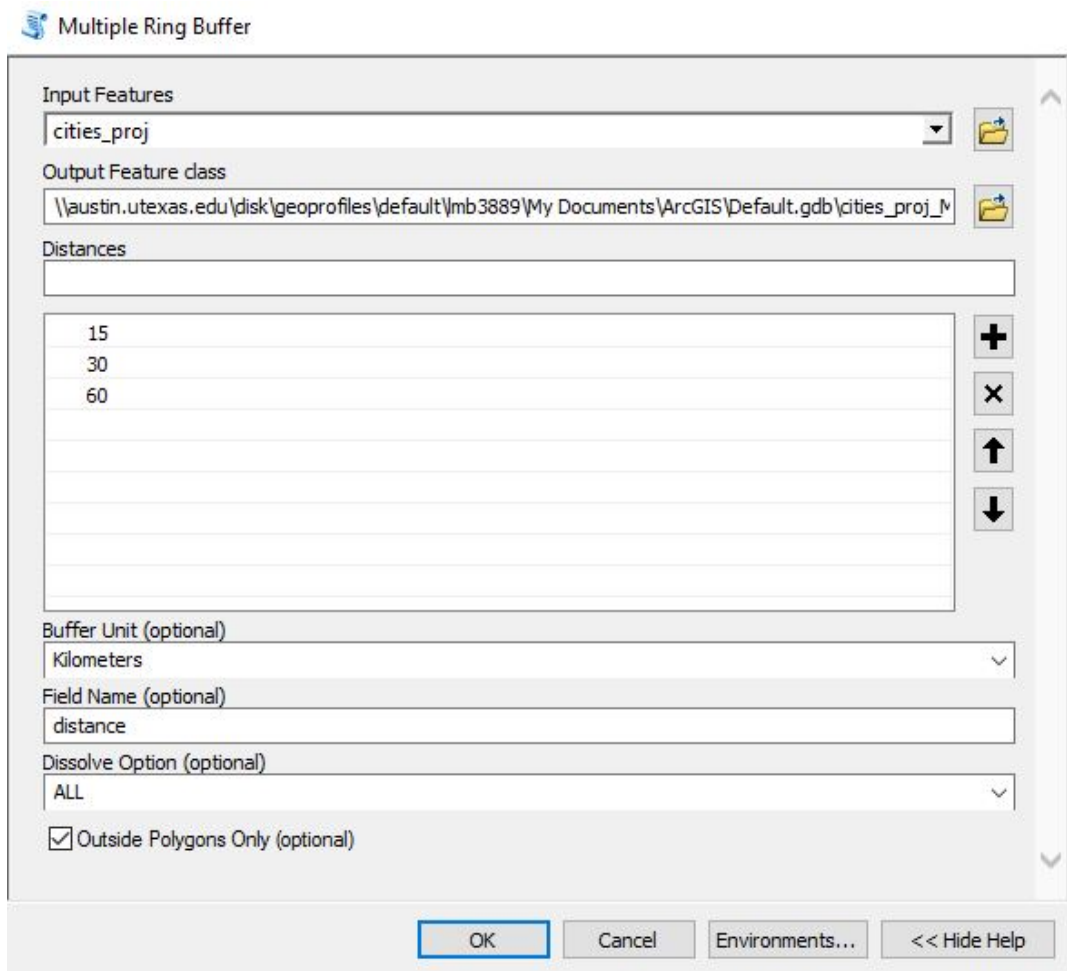 Multiple Ring Buffer
Input Features
cities_proj
Output Feature class
\\austin.utexas.edu\disk\geoprofiles\default\lmb3889\My Documents\ArcGIS\Default.gdb\cities_proj_M
Distances
15
30
60
Buffer Unit (optional)
Kilometers
Field Name (optional)
distance
Dissolve Option (optional)
ALL
Outside Polygons Only (optional)
OK Cancel Environments... << Hide Help